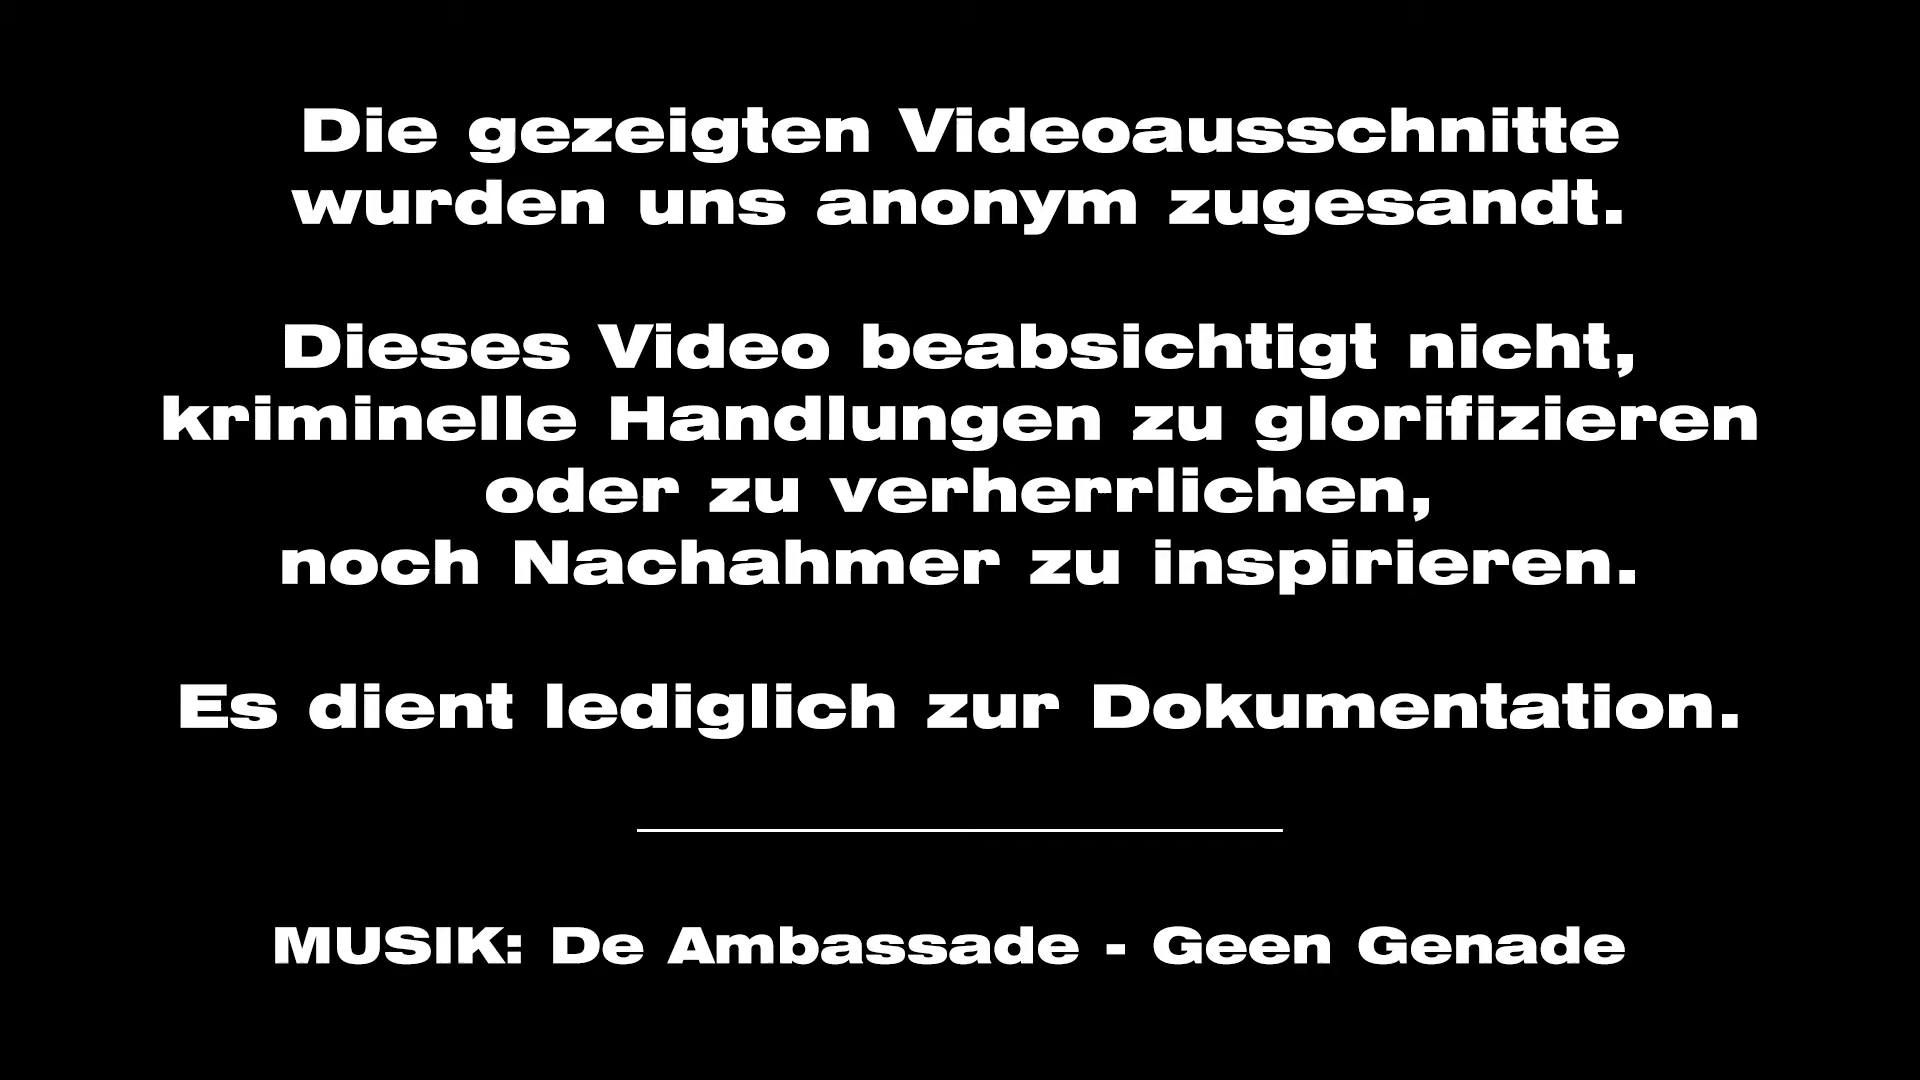 Die gezeigten Videoausschnitte
wurden uns anonym zugesandt.
Dieses Video beabsichtigt nicht,
kriminelle Handlungen zu glorifizieren
oder zu verherrlichen,
noch Nachahmer zu inspirieren.
Es dient lediglich zur Dokumentation.
MUSIK: De Ambassade - Geen Genade